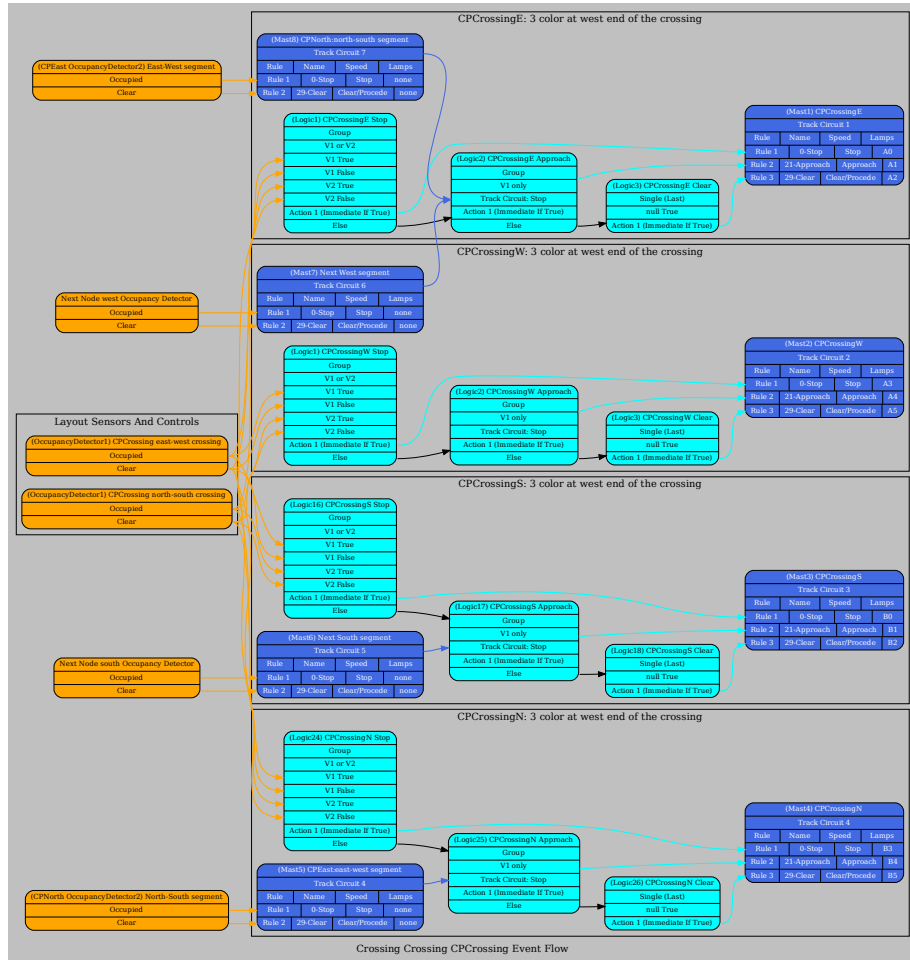 CPCrossingE: 3 color at west end of the crossing
(Mast8) CPNorth:north-south segment
Track Circuit 7
Rule Name Speed Lamps
Rule 1 0-Stop Stop none
Rule 2 29-Clear Clear/Procede none
(CPEast OccupancyDetector2) East-West segment
Occupied
Clear
(Logic1) CPCrossingE Stop
Group
V1 or V2
V1 True
V1 False
V2 True
V2 False
Action 1 (Immediate If True)
Else
(Logic2) CPCrossingE Approach
Group
V1 only
Track Circuit: Stop
Action 1 (Immediate If True)
Else
(Logic3) CPCrossingE Clear
Single (Last)
null True
Action 1 (Immediate If True)
(Mast1) CPCrossingE
Track Circuit 1
Rule Name Speed Lamps
Rule 1 0-Stop Stop A0
Rule 2 21-Approach Approach A1
Rule 3 29-Clear Clear/Procede A2
CPCrossingW: 3 color at west end of the crossing
(Mast7) Next West segment
Track Circuit 6
Rule Name Speed Lamps
Rule 1 0-Stop Stop none
Rule 2 29-Clear Clear/Procede none
Next Node west Occupancy Detector
Occupied
Clear
(Logic1) CPCrossingW Stop
Group
V1 or V2
V1 True
V1 False
V2 True
V2 False
Action 1 (Immediate If True)
Else
(Logic2) CPCrossingW Approach
Group
V1 only
Track Circuit: Stop
Action 1 (Immediate If True)
Else
(Logic3) CPCrossingW Clear
Single (Last)
null True
Action 1 (Immediate If True)
(Mast2) CPCrossingW
Track Circuit 2
Rule Name Speed Lamps
Rule 1 0-Stop Stop A3
Rule 2 21-Approach Approach A4
Rule 3 29-Clear Clear/Procede A5
Layout Sensors And Controls
(OccupancyDetector1) CPCrossing east-west crossing
Occupied
Clear
(OccupancyDetector1) CPCrossing north-south crossing
Occupied
Clear
CPCrossingS: 3 color at west end of the crossing
(Logic16) CPCrossingS Stop
Group
V1 or V2
V1 True
V1 False
V2 True
V2 False
Action 1 (Immediate If True)
Else
(Mast6) Next South segment
Track Circuit 5
Rule Name Speed Lamps
Rule 1 0-Stop Stop none
Rule 2 29-Clear Clear/Procede none
Next Node south Occupancy Detector
Occupied
Clear
(Logic17) CPCrossingS Approach
Group
V1 only
Track Circuit: Stop
Action 1 (Immediate If True)
Else
(Logic18) CPCrossingS Clear
Single (Last)
null True
Action 1 (Immediate If True)
(Mast3) CPCrossingS
Track Circuit 3
Rule Name Speed Lamps
Rule 1 0-Stop Stop B0
Rule 2 21-Approach Approach B1
Rule 3 29-Clear Clear/Procede B2
CPCrossingN: 3 color at west end of the crossing
(Logic24) CPCrossingN Stop
Group
V1 or V2
V1 True
V1 False
V2 True
V2 False
Action 1 (Immediate If True)
Else
(Mast5) CPEast:east-west segment
Track Circuit 4
Rule Name Speed Lamps
Rule 1 0-Stop Stop none
Rule 2 29-Clear Clear/Procede none
(CPNorth OccupancyDetector2) North-South segment
Occupied
Clear
(Logic25) CPCrossingN Approach
Group
V1 only
Track Circuit: Stop
Action 1 (Immediate If True)
Else
(Logic26) CPCrossingN Clear
Single (Last)
null True
Action 1 (Immediate If True)
(Mast4) CPCrossingN
Track Circuit 4
Rule Name Speed Lamps
Rule 1 0-Stop Stop B3
Rule 2 21-Approach Approach B4
Rule 3 29-Clear Clear/Procede B5
Crossing Crossing CPCrossing Event Flow